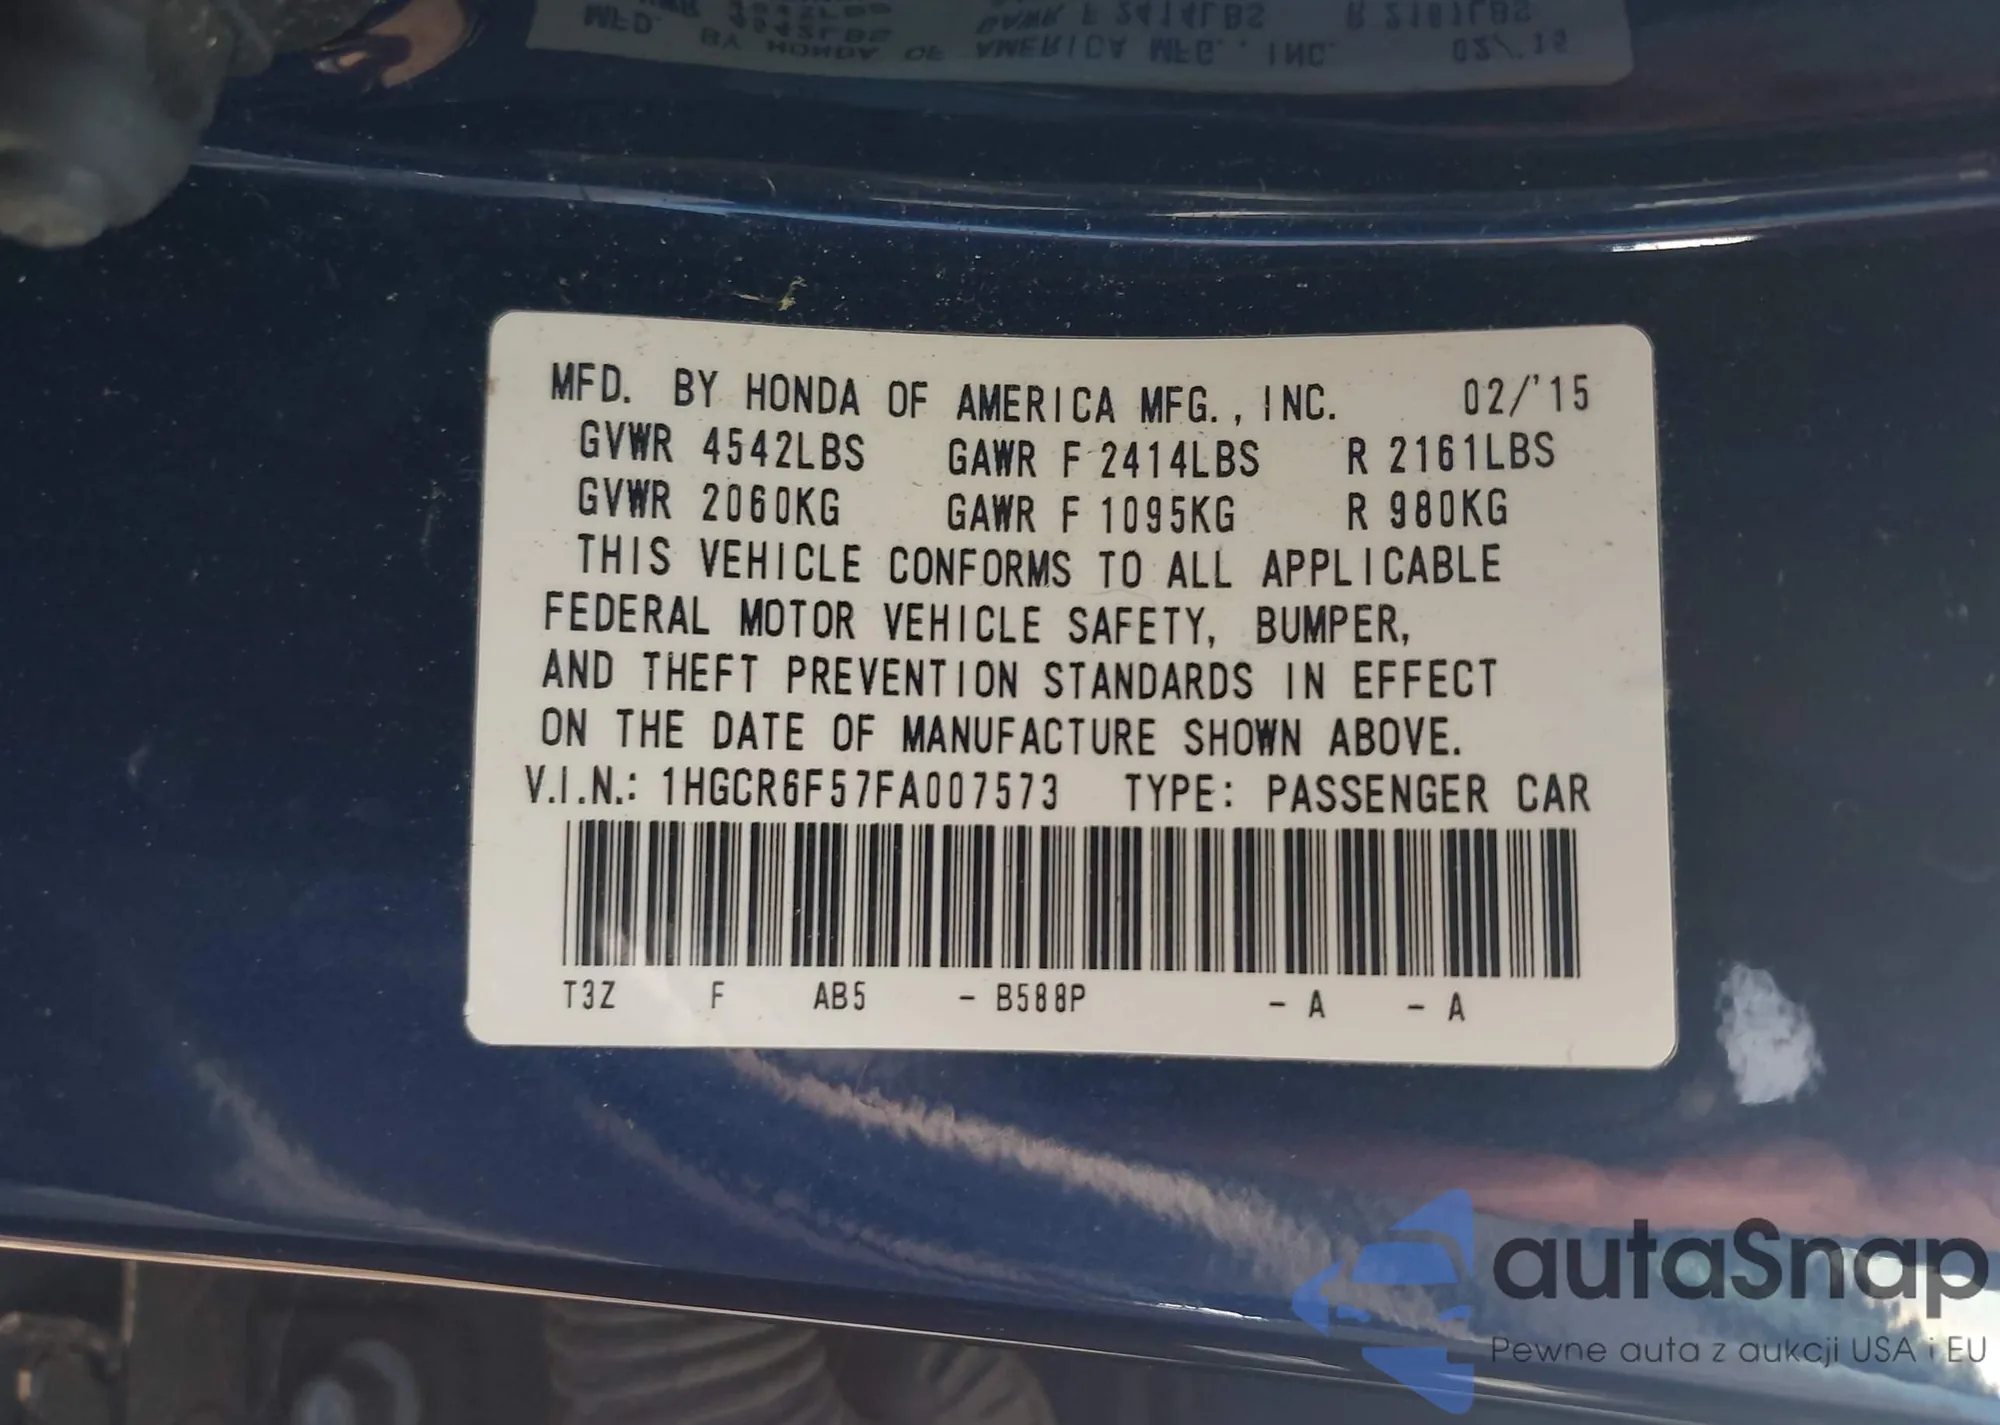 MFD. BY HONDA OF AMERICA MFG., INC. 02/'15
GVWR 4542LBS GAWR F 2414LBS R 2161LBS
GVWR 2060KG GAWR F 1095KG R 980KG
THIS VEHICLE CONFORMS TO ALL APPLICABLE
FEDERAL MOTOR VEHICLE SAFETY, BUMPER,
AND THEFT PREVENTION STANDARDS IN EFFECT
ON THE DATE OF MANUFACTURE SHOWN ABOVE.
V.I.N.: 1HGCR6F57FA007573 TYPE: PASSENGER CAR
T3Z F AB5 - B588P - A - A
autaSnap
Pewne auta z aukcji USA i EU